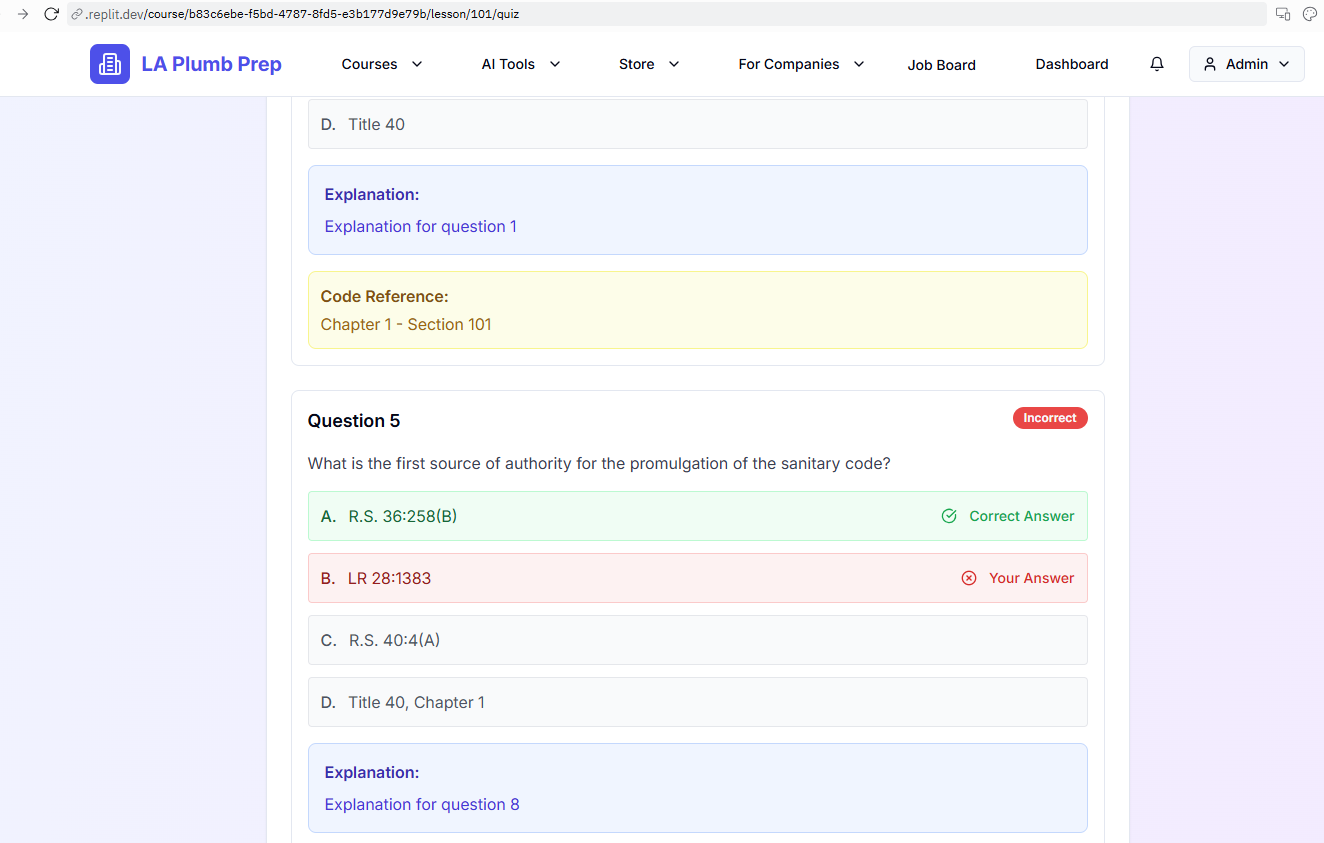 .replit.dev/course/b83c6ebe-f5bd-4787-8fd5-e3b177d9e79b/lesson/101/quiz
LA Plumb Prep
Courses
AI Tools
Store
For Companies
Job Board
Dashboard
Admin
D. Title 40
Explanation:
Explanation for question 1
Code Reference:
Chapter 1 - Section 101
Question 5
Incorrect
What is the first source of authority for the promulgation of the sanitary code?
A. R.S. 36:258(B)
Correct Answer
B. LR 28:1383
Your Answer
C. R.S. 40:4(A)
D. Title 40, Chapter 1
Explanation:
Explanation for question 8